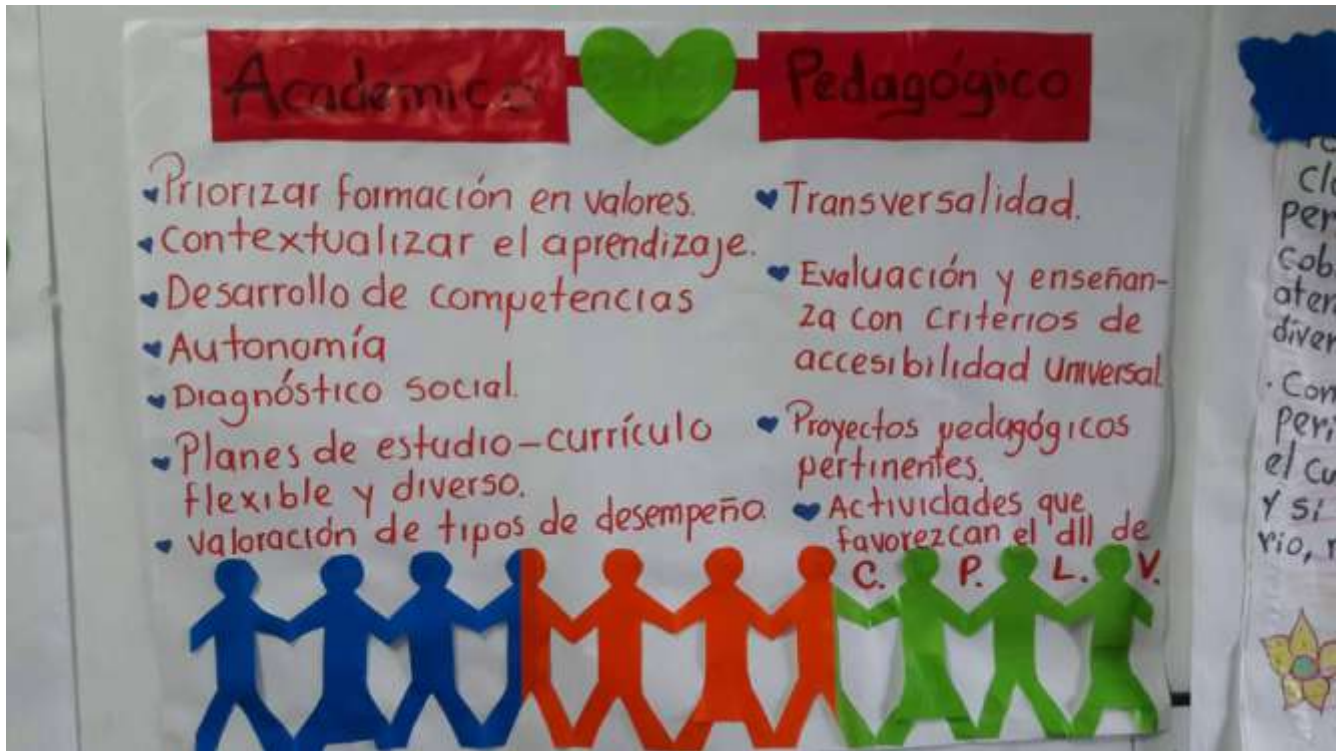 Académico
Pedagógico
Priorizar formación en valores.
Contextualizar el aprendizaje.
Desarrollo de competencias
Autonomía
Diagnóstico social.
Planes de estudio-currículo
flexible y diverso.
Valoración de tipos de desempeño.
Transversalidad.
Evaluación y enseñan-
za con criterios de
accesibilidad universal
Proyectos pedagógicos
pertinentes.
Actividades que
favorezcan el dll de
C. P. L. V.
y si